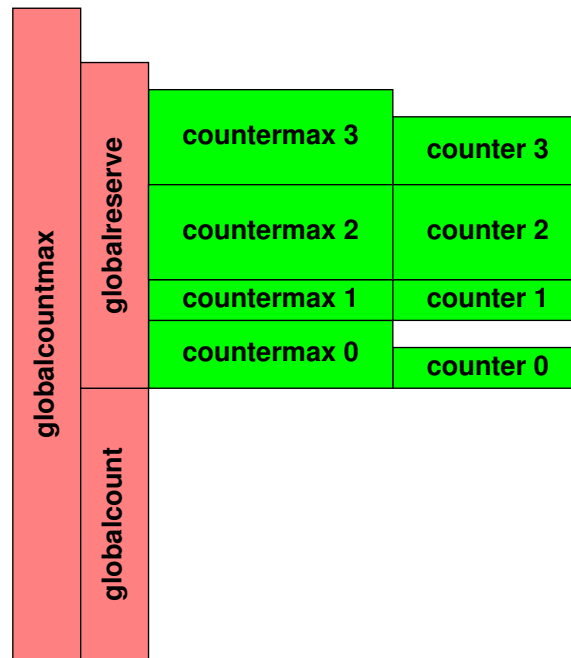 globalcountmax
globalreserve
globalcount
countermax 3
counter 3
countermax 2
counter 2
countermax 1
counter 1
countermax 0
counter 0